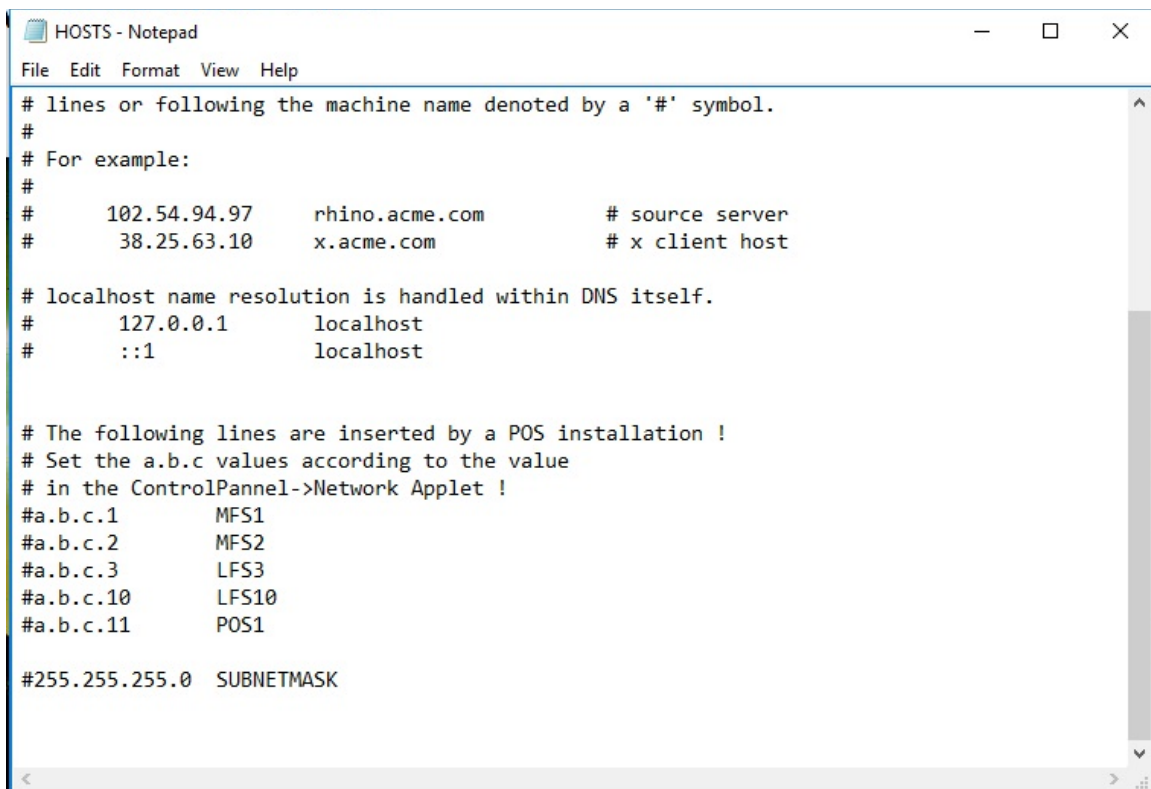 HOSTS - Notepad
File Edit Format View Help
# lines or following the machine name denoted by a '#' symbol.
#
# For example:
#
#      102.54.94.97     rhino.acme.com          # source server
#       38.25.63.10     x.acme.com              # x client host

# localhost name resolution is handled within DNS itself.
#       127.0.0.1       localhost
#       ::1             localhost


# The following lines are inserted by a POS installation !
# Set the a.b.c values according to the value
# in the ControlPannel->Network Applet !
#a.b.c.1        MFS1
#a.b.c.2        MFS2
#a.b.c.3        LFS3
#a.b.c.10       LFS10
#a.b.c.11       POS1

#255.255.255.0  SUBNETMASK